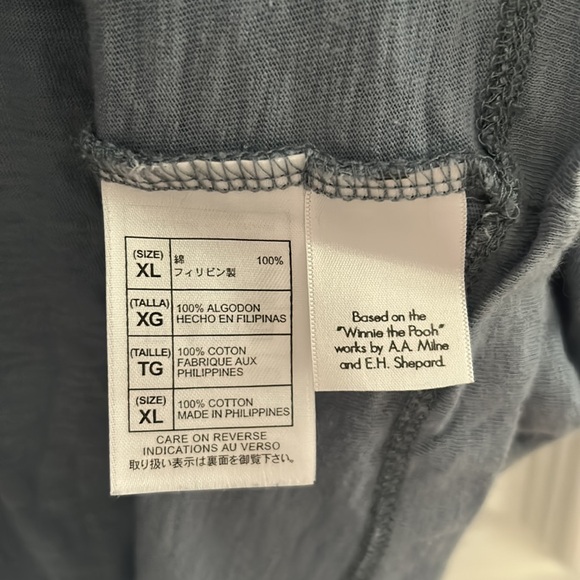 (SIZE)
XL
綿 100%
フィリピン製
(TALLA)
XG
100% ALGODON
HECHO EN FILIPINAS
(TAILLE)
TG
100% COTON
FABRIQUE AUX
PHILIPPINES
(SIZE)
XL
100% COTTON
MADE IN PHILIPPINES
CARE ON REVERSE
INDICATIONS AU VERSO
取り扱い表示は裏面を御覧下さい。
Based on the
"Winnie the Pooh"
works by A.A. Milne
and E.H. Shepard.